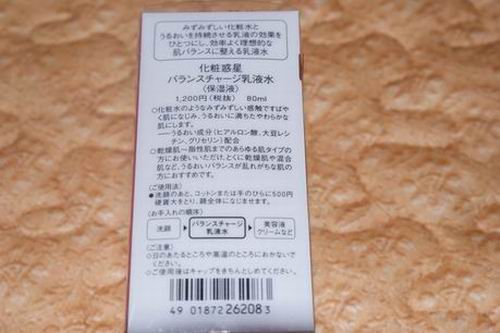 みずみずしい化粧水と
うるおいを持続させる乳液の効果を
ひとつにし、効率よく理想的な
肌バランスに整える乳液水
化粧惑星
バランスチャージ乳液水
〈保湿液〉
1,200円(税抜) 80ml
○化粧水のようなみずみずしい感触ですばや
く肌になじみ、うるおいに満ちたやわらかな
肌にします。
――うるおい成分(ヒアルロン酸、大豆レシ
チン、グリセリン)配合
○乾燥肌～脂性肌までのあらゆる肌タイプの
方にお使いいただけ、とくに乾燥肌や混合
肌など、うるおいバランスが乱れがちな肌の
方におすすめです。
〈ご使用法〉
●洗顔のあと、コットンまたは手のひらに500円
硬貨大をとり、顔全体になじませます。
〈お手入れの順序〉
洗顔 バランスチャージ乳液水 美容液クリームなど
〈ご注意〉
○日のあたるところや高温のところにおかないで
ください。
○ご使用後はキャップをきちんとしめてください。
4 901872 262083